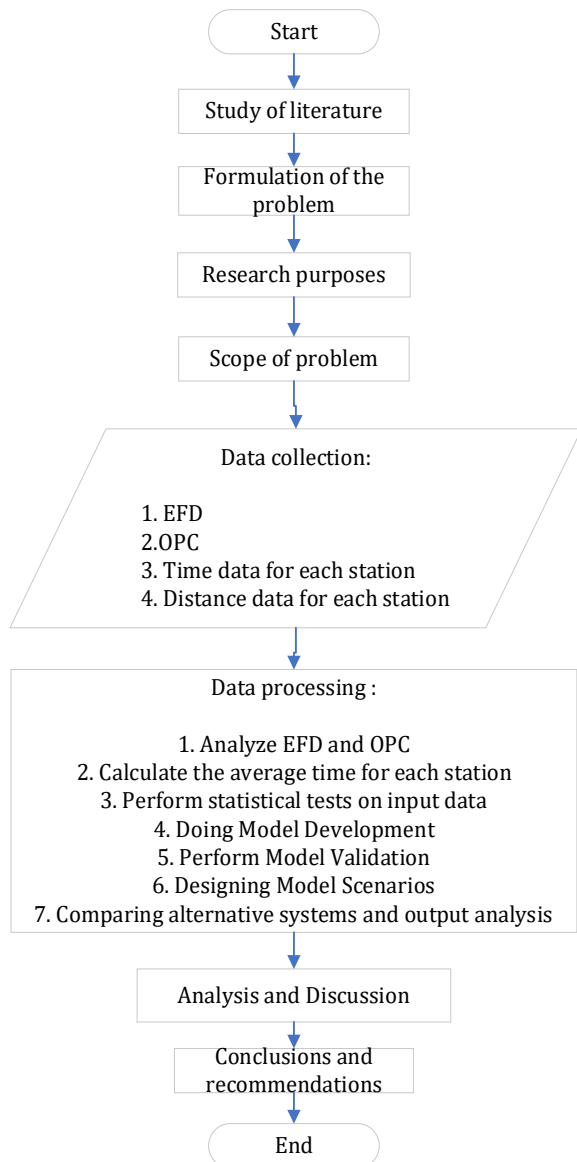 Start
Study of literature
Formulation of the
problem
Research purposes
Scope of problem
Data collection:
1. EFD
2.OPC
3. Time data for each station
4. Distance data for each station
Data processing :
1. Analyze EFD and OPC
2. Calculate the average time for each station
3. Perform statistical tests on input data
4. Doing Model Development
5. Perform Model Validation
6. Designing Model Scenarios
7. Comparing alternative systems and output analysis
Analysis and Discussion
Conclusions and
recommendations
End